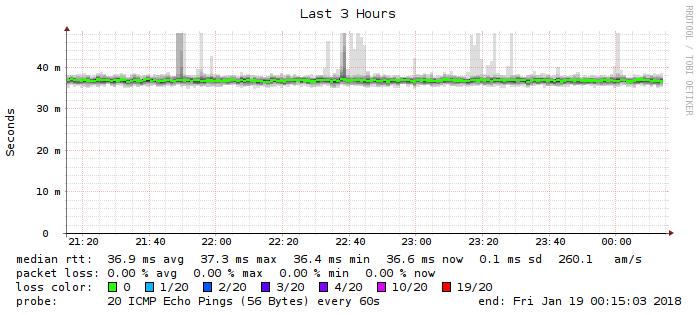 Last 3 Hours
RRDTOOL / TOBI OETIKER
Seconds
40 m
30 m
20 m
10 m
0
21:20 21:40 22:00 22:20 22:40 23:00 23:20 23:40 00:00
median rtt: 36.9 ms avg 37.3 ms max 36.4 ms min 36.6 ms now 0.1 ms sd 260.1 am/s
packet loss: 0.00 % avg 0.00 % max 0.00 % min 0.00 % now
loss color: 0 1/20 2/20 3/20 4/20 10/20 19/20
probe: 20 ICMP Echo Pings (56 Bytes) every 60s end: Fri Jan 19 00:15:03 2018